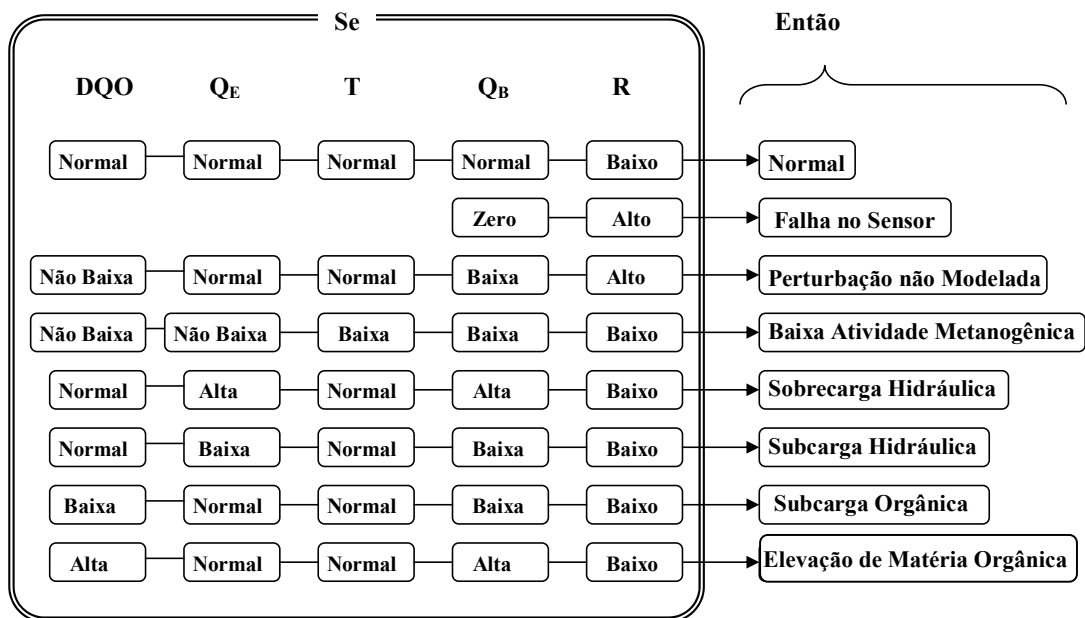 Se Então
DQO Q_E T Q_B R
Normal Normal Normal Normal Baixo Normal
Zero Alto Falha no Sensor
Não Baixa Normal Normal Baixa Alto Perturbação não Modelada
Não Baixa Não Baixa Baixa Baixa Baixo Baixa Atividade Metanogênica
Normal Alta Normal Alta Baixo Sobrecarga Hidráulica
Normal Baixa Normal Baixa Baixo Subcarga Hidráulica
Baixa Normal Normal Baixa Baixo Subcarga Orgânica
Alta Normal Normal Alta Baixo Elevação de Matéria Orgânica